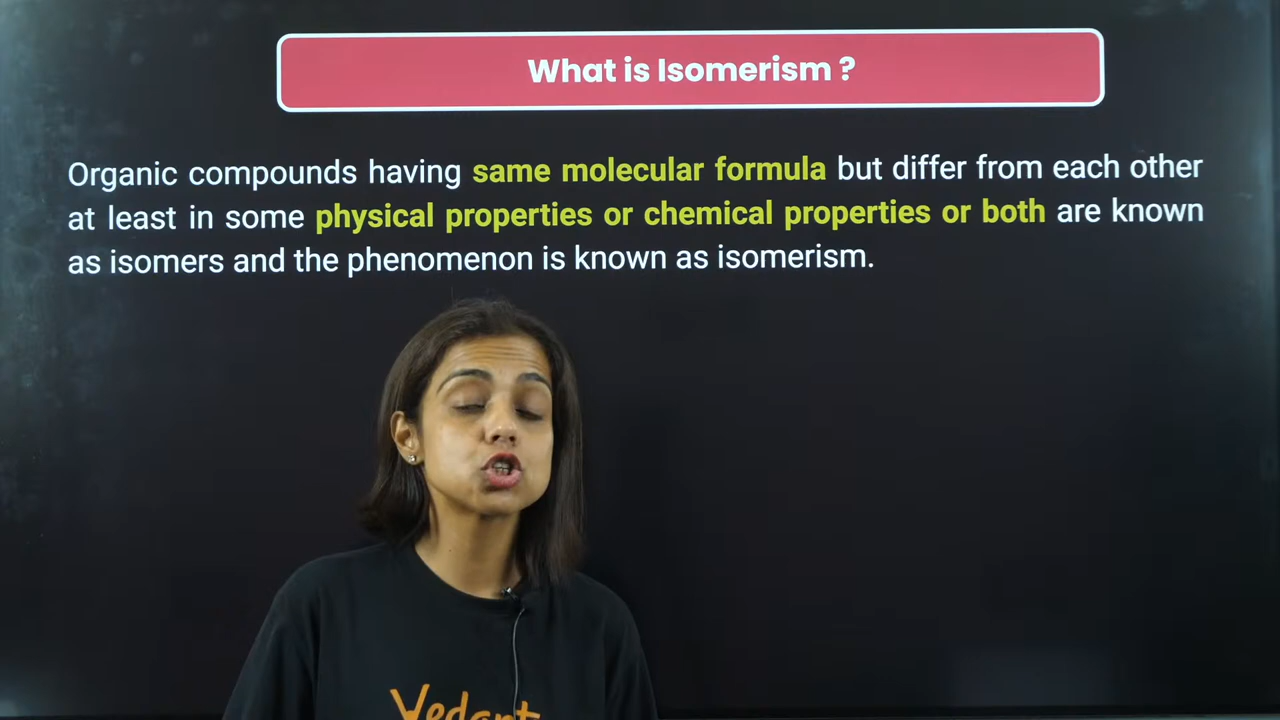 What is Isomerism ?
Organic compounds having same molecular formula but differ from each other
at least in some physical properties or chemical properties or both are known
as isomers and the phenomenon is known as isomerism.
Vedant